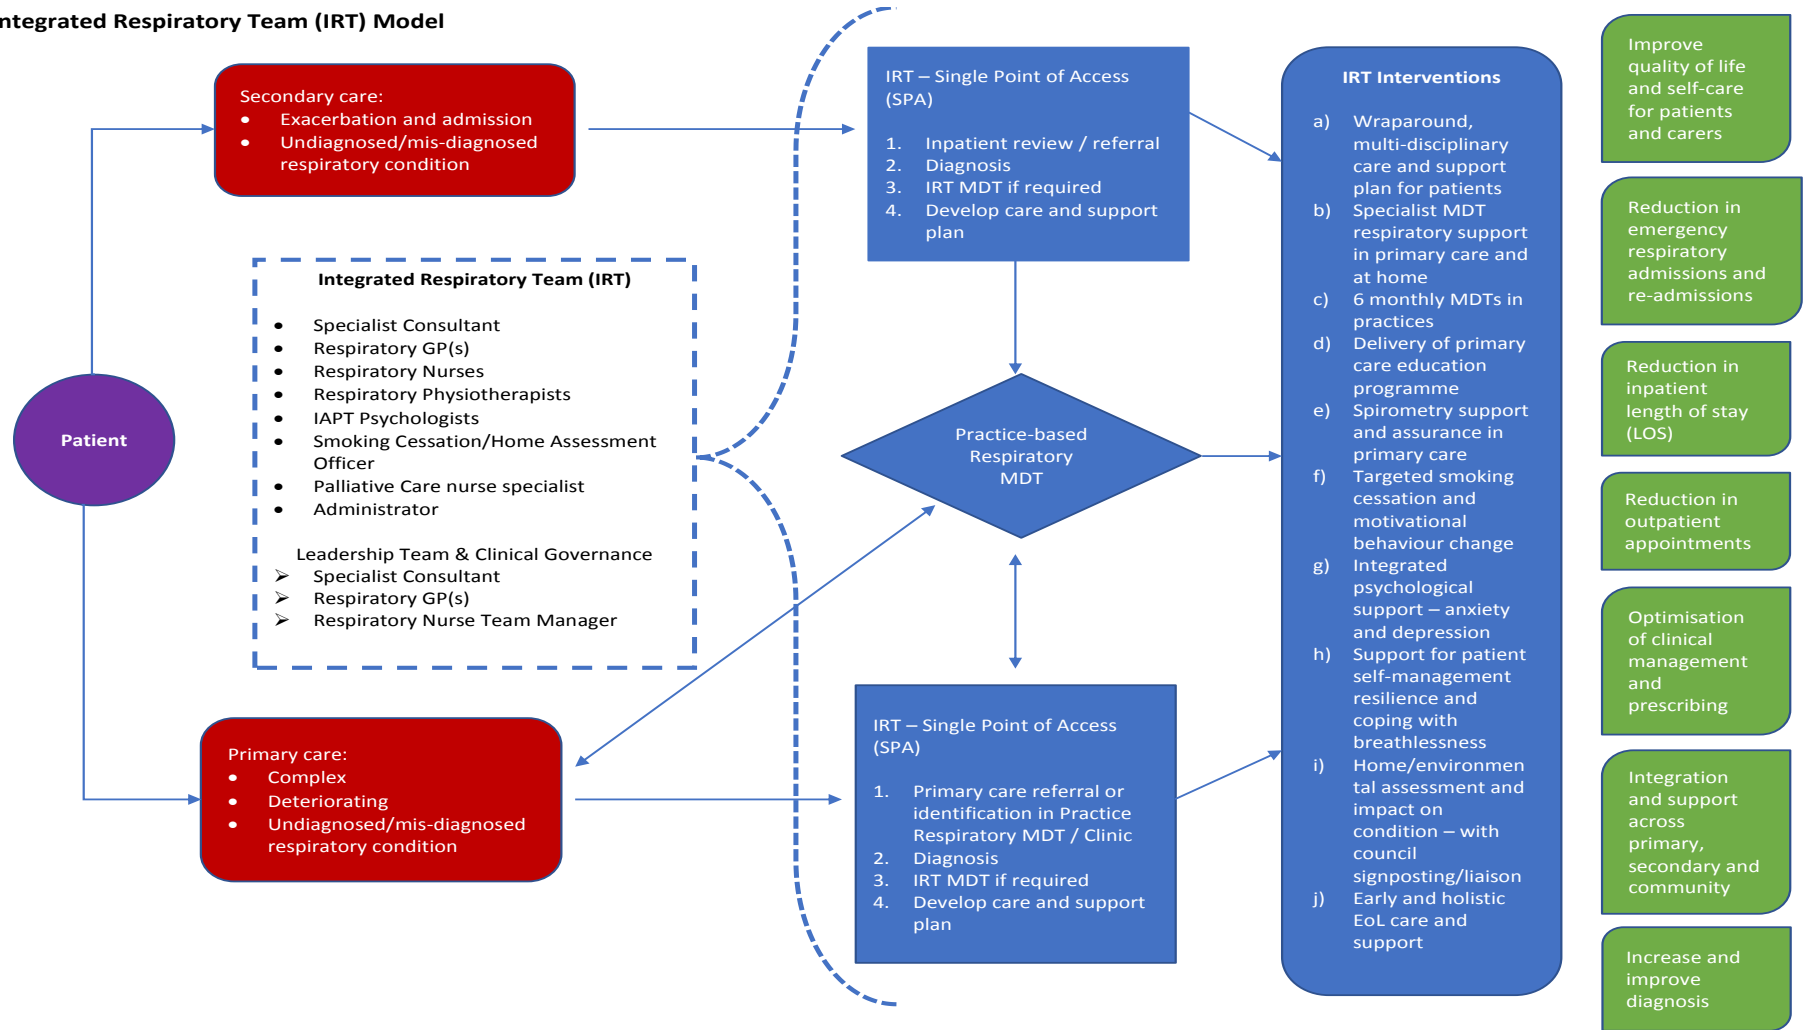 ntegrated Respiratory Team (IRT) Model
Secondary care:
• Exacerbation and admission
• Undiagnosed/mis-diagnosed
respiratory condition
Integrated Respiratory Team (IRT)
• Specialist Consultant
• Respiratory GP(s)
• Respiratory Nurses
• Respiratory Physiotherapists
• IAPT Psychologists
• Smoking Cessation/Home Assessment
Officer
• Palliative Care nurse specialist
• Administrator
Leadership Team & Clinical Governance
➢ Specialist Consultant
➢ Respiratory GP(s)
➢ Respiratory Nurse Team Manager
Patient
Primary care:
• Complex
• Deteriorating
• Undiagnosed/mis-diagnosed
respiratory condition
IRT – Single Point of Access
(SPA)
1. Inpatient review / referral
2. Diagnosis
3. IRT MDT if required
4. Develop care and support
plan
Practice-based
Respiratory
MDT
IRT – Single Point of Access
(SPA)
1. Primary care referral or
identification in Practice
Respiratory MDT / Clinic
2. Diagnosis
3. IRT MDT if required
4. Develop care and support
plan
IRT Interventions
a) Wraparound,
multi-disciplinary
care and support
plan for patients
b) Specialist MDT
respiratory support
in primary care and
at home
c) 6 monthly MDTs in
practices
d) Delivery of primary
care education
programme
e) Spirometry support
and assurance in
primary care
f) Targeted smoking
cessation and
motivational
behaviour change
g) Integrated
psychological
support – anxiety
and depression
h) Support for patient
self-management
resilience and
coping with
breathlessness
i) Home/environmen
tal assessment and
impact on
condition – with
council
signposting/liaison
j) Early and holistic
EoL care and
support
Improve
quality of life
and self-care
for patients
and carers
Reduction in
emergency
respiratory
admissions and
re-admissions
Reduction in
inpatient
length of stay
(LOS)
Reduction in
outpatient
appointments
Optimisation
of clinical
management
and
prescribing
Integration
and support
across
primary,
secondary and
community
Increase and
improve
diagnosis